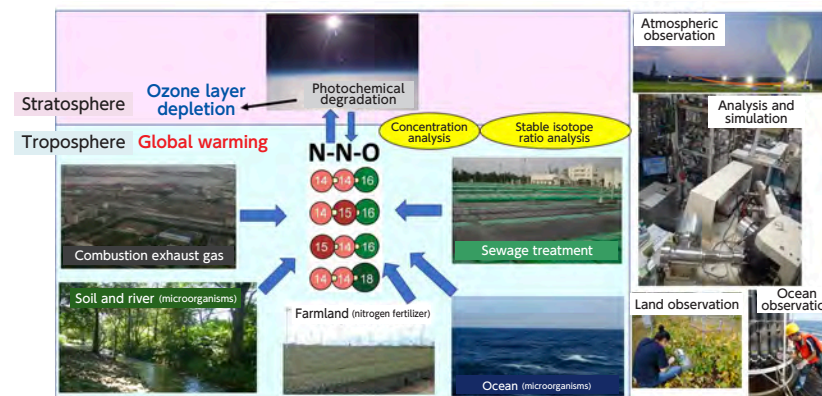 Atmospheric
observation
Photochemical
degradation
Ozone layer
depletion
Stratosphere
Troposphere Global warming
Concentration
analysis
Stable isotope
ratio analysis
Analysis and
simulation
N-N-O
14 14 16
14 15 16
15 14 16
14 14 18
Combustion exhaust gas
Sewage treatment
Soil and river (microorganisms)
Farmland (nitrogen fertilizer)
Ocean (microorganisms)
Land observation
Ocean
observation